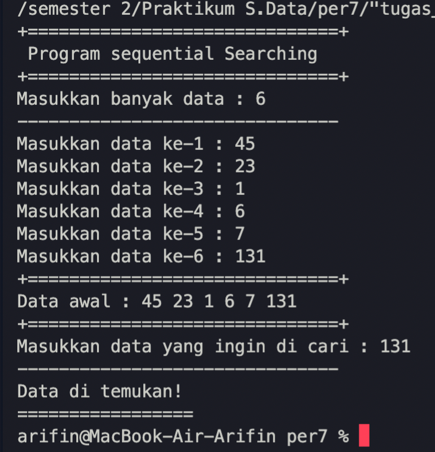 /semester 2/Praktikum S.Data/per7/"tugas_
+==============================+
Program sequential Searching
+==============================+
Masukkan banyak data : 6
--------------------------------
Masukkan data ke-1 : 45
Masukkan data ke-2 : 23
Masukkan data ke-3 : 1
Masukkan data ke-4 : 6
Masukkan data ke-5 : 7
Masukkan data ke-6 : 131
+==============================+
Data awal : 45 23 1 6 7 131
+==============================+
Masukkan data yang ingin di cari : 131
--------------------------------
Data di temukan!
=================
arifin@MacBook-Air-Arifin per7 %